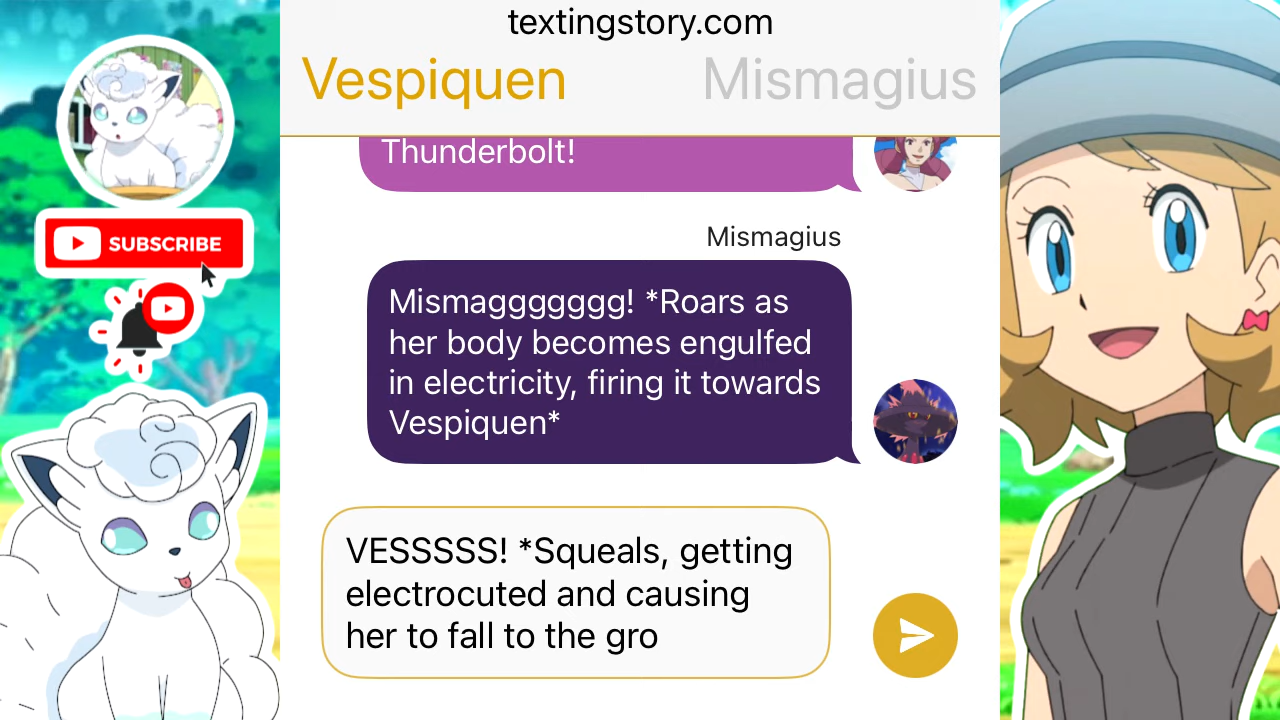 textingstory.com
Vespiquen Mismagius
Thunderbolt!
Mismagius
Mismaggggggg! *Roars as
her body becomes engulfed
in electricity, firing it towards
Vespiquen*
VESSSSS! *Squeals, getting
electrocuted and causing
her to fall to the gro
SUBSCRIBE